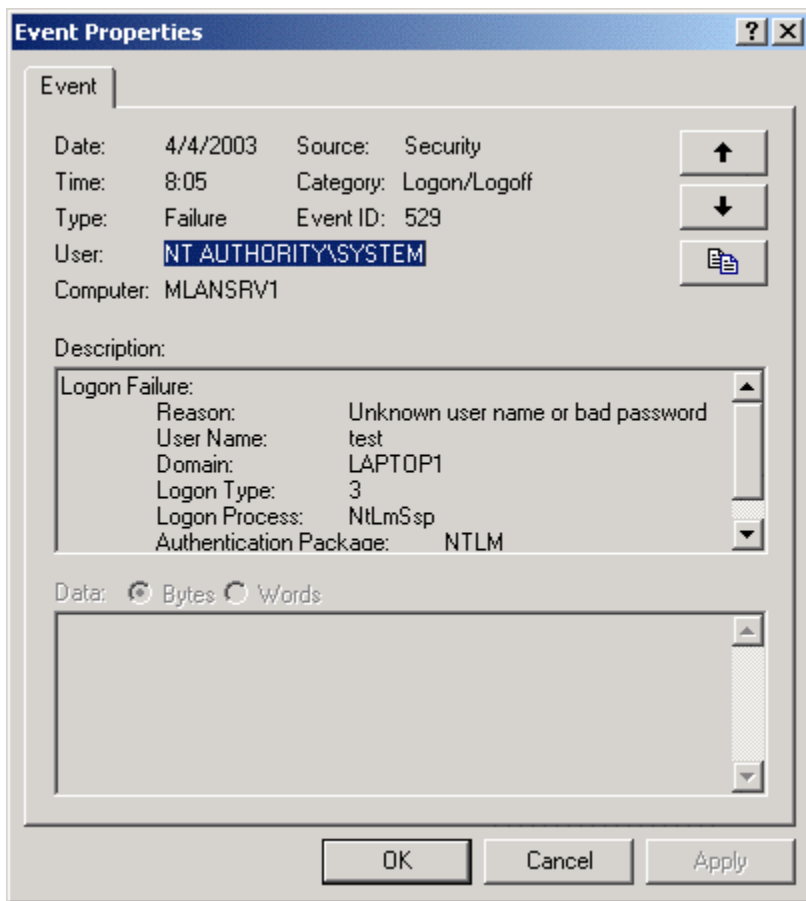 Event Properties
Event
Date: 4/4/2003 Source: Security
Time: 8:05 Category: Logon/Logoff
Type: Failure Event ID: 529
User: NT AUTHORITY\SYSTEM
Computer: MLANSRV1
Description:
Logon Failure:
Reason: Unknown user name or bad password
User Name: test
Domain: LAPTOP1
Logon Type: 3
Logon Process: NtLmSsp
Authentication Package: NTLM
Data: Bytes Words
OK Cancel Apply